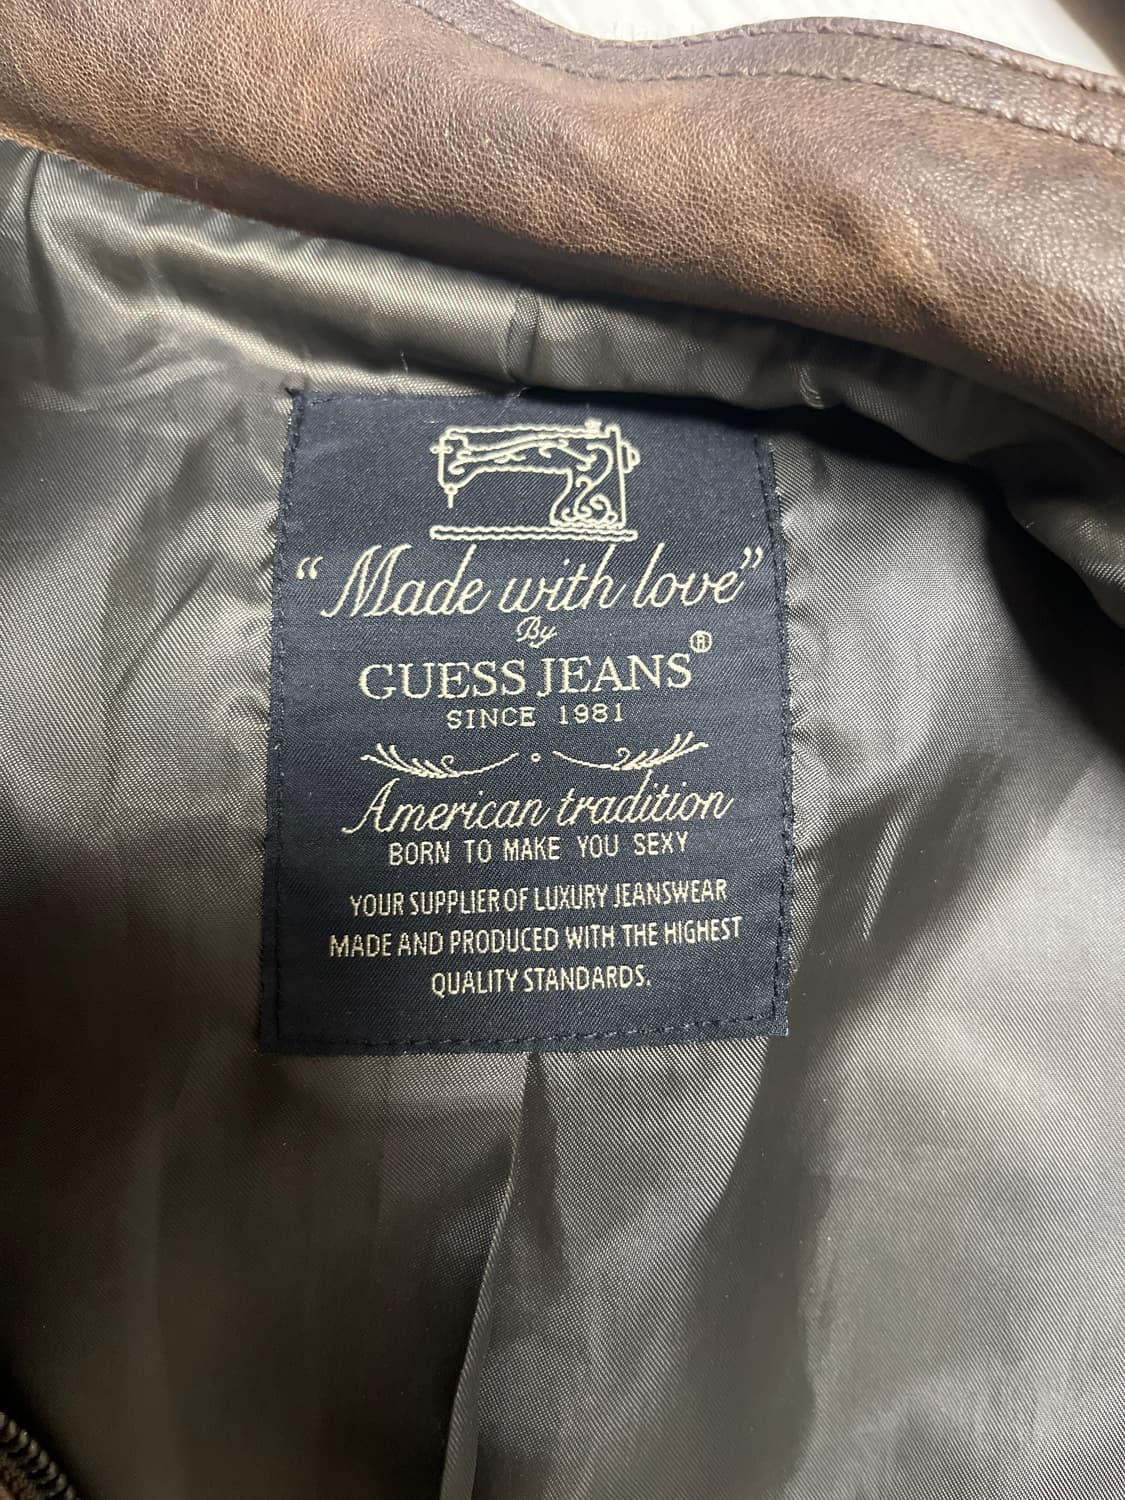 “Made with love”
By
GUESS JEANS®
SINCE 1981
American tradition
BORN TO MAKE YOU SEXY
YOUR SUPPLIER OF LUXURY JEANSWEAR
MADE AND PRODUCED WITH THE HIGHEST
QUALITY STANDARDS.